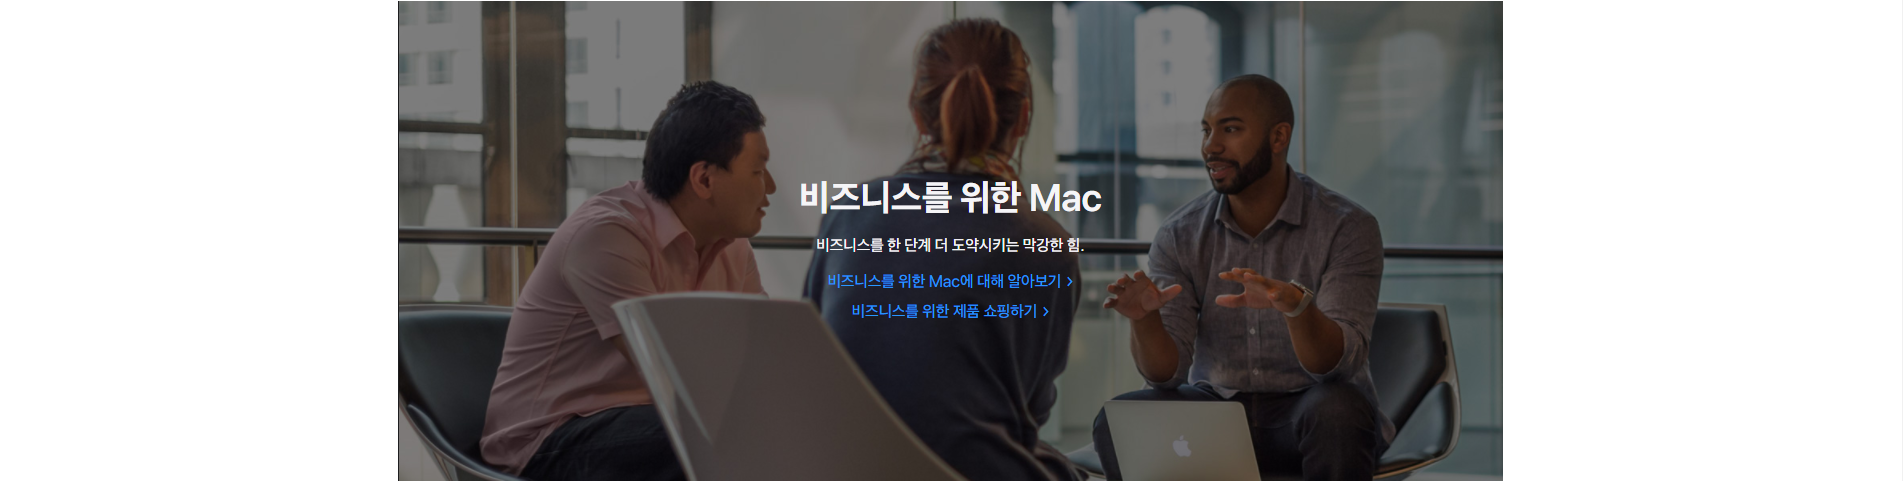 비즈니스를 위한 Mac
비즈니스를 한 단계 더 도약시키는 막강한 힘.
비즈니스를 위한 Mac에 대해 알아보기 >
비즈니스를 위한 제품 쇼핑하기 >